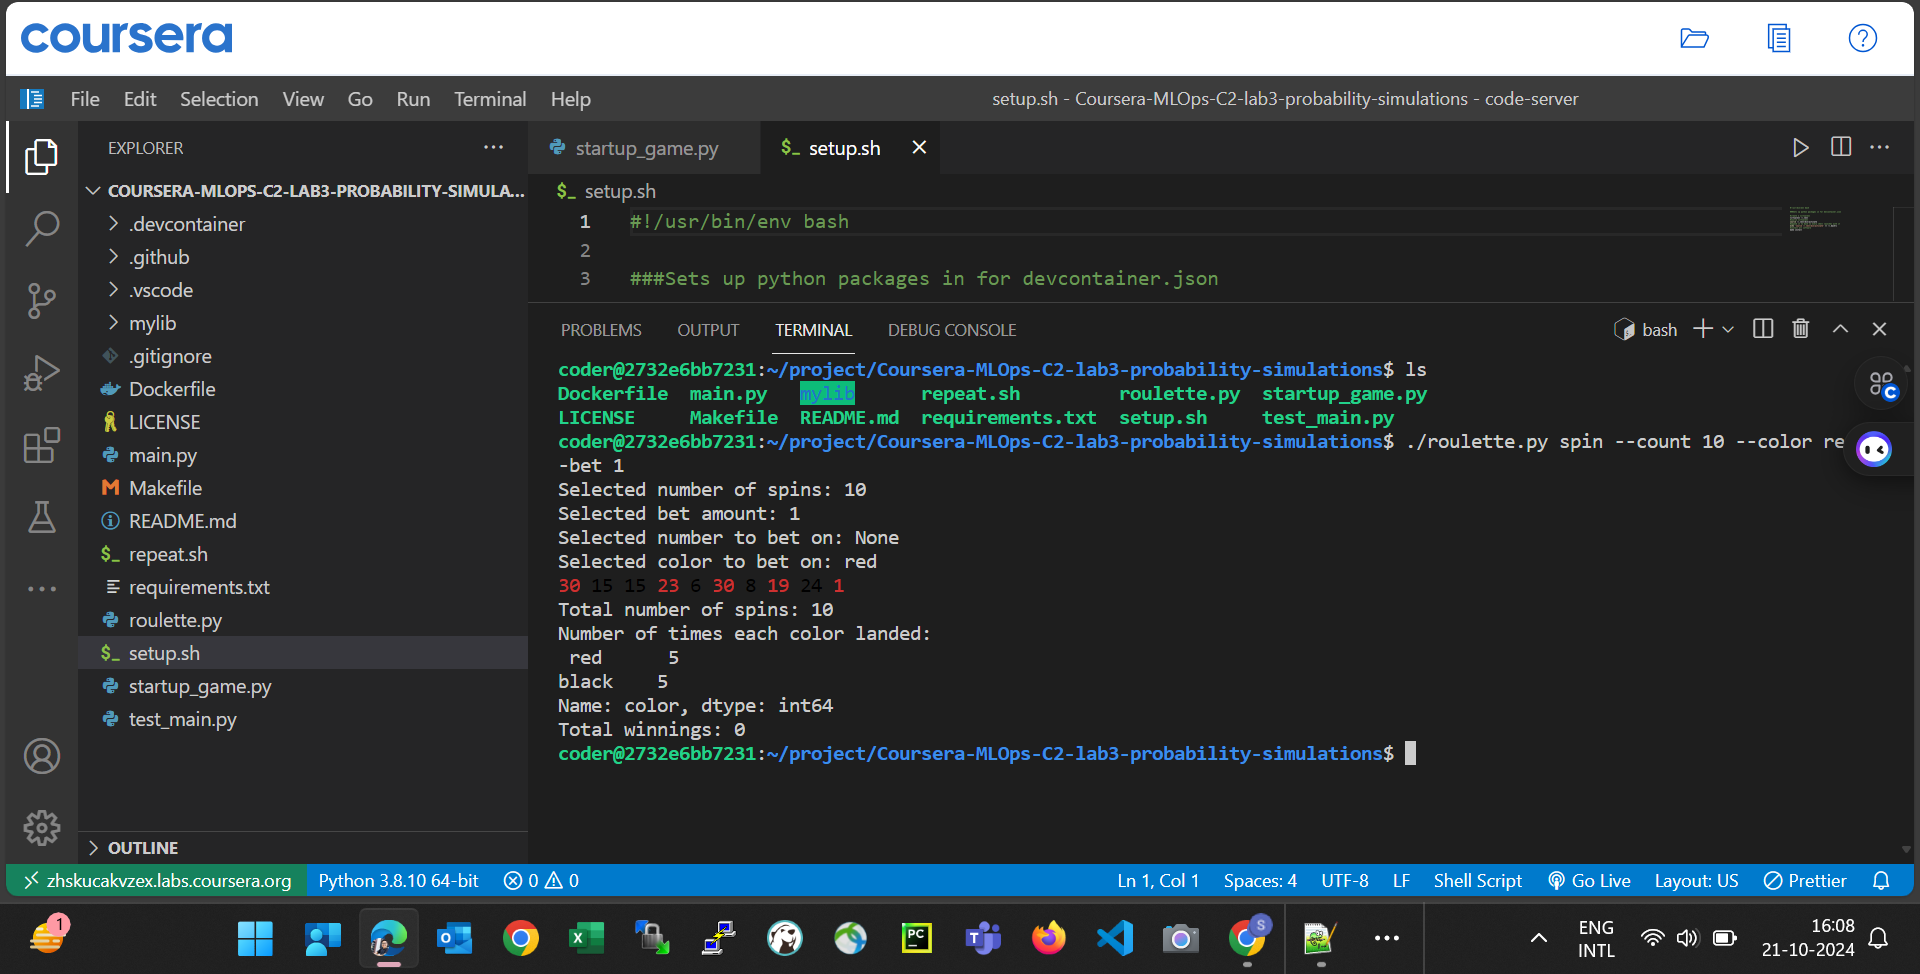 coursera
File Edit Selection View Go Run Terminal Help
setup.sh - Coursera-MLOps-C2-lab3-probability-simulations - code-server
EXPLORER
COURSERA-MLOPS-C2-LAB3-PROBABILITY-SIMULA...
.devcontainer
.github
.vscode
mylib
.gitignore
Dockerfile
LICENSE
main.py
Makefile
README.md
repeat.sh
requirements.txt
roulette.py
setup.sh
startup_game.py
test_main.py
OUTLINE
startup_game.py
setup.sh
setup.sh
1 #!/usr/bin/env bash
2
3 ###Sets up python packages in for devcontainer.json
PROBLEMS OUTPUT TERMINAL DEBUG CONSOLE
bash
coder@2732e6bb7231:~/project/Coursera-MLOps-C2-lab3-probability-simulations$ ls
Dockerfile main.py mylib repeat.sh roulette.py startup_game.py
LICENSE Makefile README.md requirements.txt setup.sh test_main.py
coder@2732e6bb7231:~/project/Coursera-MLOps-C2-lab3-probability-simulations$ ./roulette.py spin --count 10 --color re
-bet 1
Selected number of spins: 10
Selected bet amount: 1
Selected number to bet on: None
Selected color to bet on: red
30 15 15 23 6 30 8 19 24 1
Total number of spins: 10
Number of times each color landed:
red 5
black 5
Name: color, dtype: int64
Total winnings: 0
coder@2732e6bb7231:~/project/Coursera-MLOps-C2-lab3-probability-simulations$
zhskucakvzex.labs.coursera.org Python 3.8.10 64-bit 0 0
Ln 1, Col 1 Spaces: 4 UTF-8 LF Shell Script Go Live Layout: US Prettier
1
ENG
INTL
16:08
21-10-2024